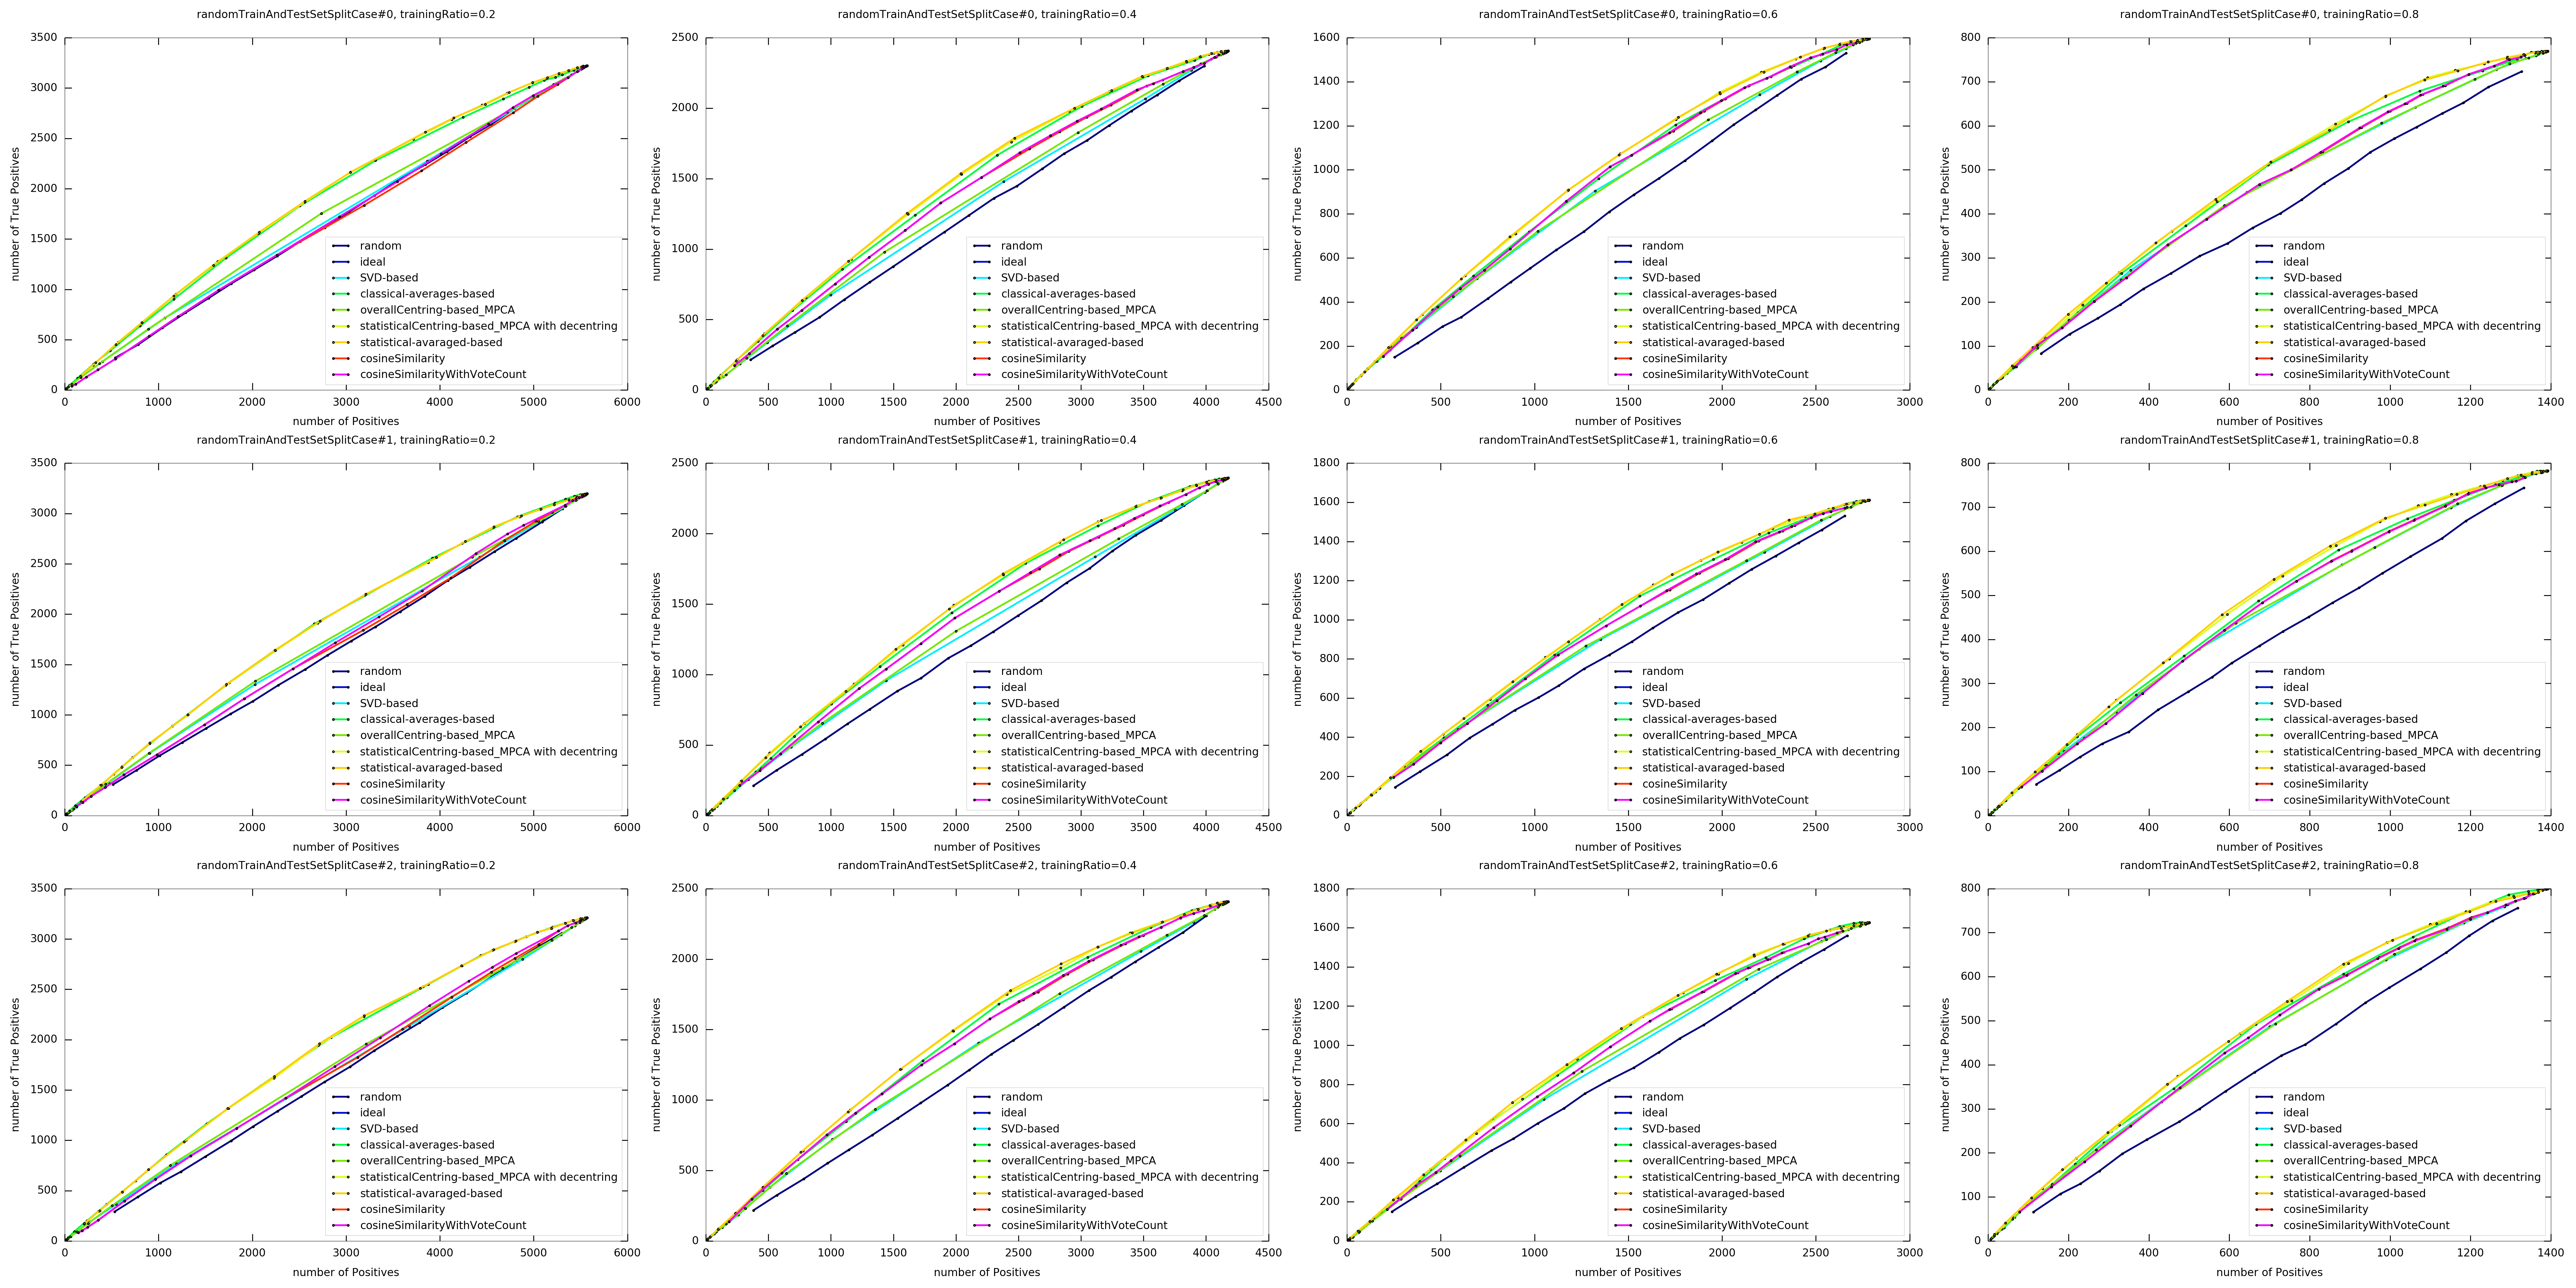 randomTrainAndTestSetSplitCase#0, trainingRatio=0.2
3500
3000
2500
2000
1500
1000
500
0
number of True Positives
random
ideal
SVD-based
classical-averages-based
overallCentring-based_MPCA
statisticalCentring-based_MPCA with decentring
statistical-avaraged-based
cosineSimilarity
cosineSimilarityWithVoteCount
0 1000 2000 3000 4000 5000 6000
number of Positives
randomTrainAndTestSetSplitCase#0, trainingRatio=0.4
2500
2000
1500
1000
500
0
number of True Positives
random
ideal
SVD-based
classical-averages-based
overallCentring-based_MPCA
statisticalCentring-based_MPCA with decentring
statistical-avaraged-based
cosineSimilarity
cosineSimilarityWithVoteCount
0 500 1000 1500 2000 2500 3000 3500 4000 4500
number of Positives
randomTrainAndTestSetSplitCase#0, trainingRatio=0.6
1600
1400
1200
1000
800
600
400
200
0
number of True Positives
random
ideal
SVD-based
classical-averages-based
overallCentring-based_MPCA
statisticalCentring-based_MPCA with decentring
statistical-avaraged-based
cosineSimilarity
cosineSimilarityWithVoteCount
0 500 1000 1500 2000 2500 3000
number of Positives
randomTrainAndTestSetSplitCase#0, trainingRatio=0.8
800
700
600
500
400
300
200
100
0
number of True Positives
random
ideal
SVD-based
classical-averages-based
overallCentring-based_MPCA
statisticalCentring-based_MPCA with decentring
statistical-avaraged-based
cosineSimilarity
cosineSimilarityWithVoteCount
0 200 400 600 800 1000 1200 1400
number of Positives
randomTrainAndTestSetSplitCase#1, trainingRatio=0.2
3500
3000
2500
2000
1500
1000
500
0
number of True Positives
random
ideal
SVD-based
classical-averages-based
overallCentring-based_MPCA
statisticalCentring-based_MPCA with decentring
statistical-avaraged-based
cosineSimilarity
cosineSimilarityWithVoteCount
0 1000 2000 3000 4000 5000 6000
number of Positives
randomTrainAndTestSetSplitCase#1, trainingRatio=0.4
2500
2000
1500
1000
500
0
number of True Positives
random
ideal
SVD-based
classical-averages-based
overallCentring-based_MPCA
statisticalCentring-based_MPCA with decentring
statistical-avaraged-based
cosineSimilarity
cosineSimilarityWithVoteCount
0 500 1000 1500 2000 2500 3000 3500 4000 4500
number of Positives
randomTrainAndTestSetSplitCase#1, trainingRatio=0.6
1800
1600
1400
1200
1000
800
600
400
200
0
number of True Positives
random
ideal
SVD-based
classical-averages-based
overallCentring-based_MPCA
statisticalCentring-based_MPCA with decentring
statistical-avaraged-based
cosineSimilarity
cosineSimilarityWithVoteCount
0 500 1000 1500 2000 2500 3000
number of Positives
randomTrainAndTestSetSplitCase#1, trainingRatio=0.8
800
700
600
500
400
300
200
100
0
number of True Positives
random
ideal
SVD-based
classical-averages-based
overallCentring-based_MPCA
statisticalCentring-based_MPCA with decentring
statistical-avaraged-based
cosineSimilarity
cosineSimilarityWithVoteCount
0 200 400 600 800 1000 1200 1400
number of Positives
randomTrainAndTestSetSplitCase#2, trainingRatio=0.2
3500
3000
2500
2000
1500
1000
500
0
number of True Positives
random
ideal
SVD-based
classical-averages-based
overallCentring-based_MPCA
statisticalCentring-based_MPCA with decentring
statistical-avaraged-based
cosineSimilarity
cosineSimilarityWithVoteCount
0 1000 2000 3000 4000 5000 6000
number of Positives
randomTrainAndTestSetSplitCase#2, trainingRatio=0.4
2500
2000
1500
1000
500
0
number of True Positives
random
ideal
SVD-based
classical-averages-based
overallCentring-based_MPCA
statisticalCentring-based_MPCA with decentring
statistical-avaraged-based
cosineSimilarity
cosineSimilarityWithVoteCount
0 500 1000 1500 2000 2500 3000 3500 4000 4500
number of Positives
randomTrainAndTestSetSplitCase#2, trainingRatio=0.6
1800
1600
1400
1200
1000
800
600
400
200
0
number of True Positives
random
ideal
SVD-based
classical-averages-based
overallCentring-based_MPCA
statisticalCentring-based_MPCA with decentring
statistical-avaraged-based
cosineSimilarity
cosineSimilarityWithVoteCount
0 500 1000 1500 2000 2500 3000
number of Positives
randomTrainAndTestSetSplitCase#2, trainingRatio=0.8
800
700
600
500
400
300
200
100
0
number of True Positives
random
ideal
SVD-based
classical-averages-based
overallCentring-based_MPCA
statisticalCentring-based_MPCA with decentring
statistical-avaraged-based
cosineSimilarity
cosineSimilarityWithVoteCount
0 200 400 600 800 1000 1200 1400
number of Positives